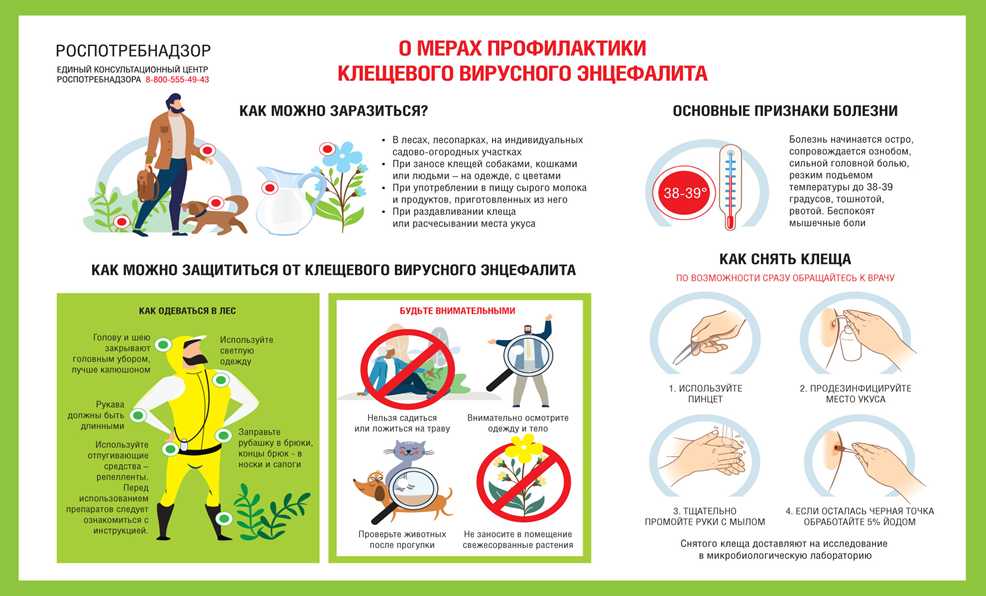 РОСПОТРЕБНАДЗОР
ЕДИНЫЙ КОНСУЛЬТАЦИОННЫЙ ЦЕНТР
РОСПОТРЕБНАДЗОРА 8-800-555-49-43
О МЕРАХ ПРОФИЛАКТИКИ
КЛЕЩЕВОГО ВИРУСНОГО ЭНЦЕФАЛИТА
КАК МОЖНО ЗАРАЗИТЬСЯ?
• В лесах, лесопарках, на индивидуальных
садово-огородных участках
• При заносе клещей собаками, кошками
или людьми – на одежде, с цветами
• При употреблении в пищу сырого молока
и продуктов, приготовленных из него
• При раздавливании клеща
или расчесывании места укуса
ОСНОВНЫЕ ПРИЗНАКИ БОЛЕЗНИ
38-39°
Болезнь начинается остро,
сопровождается ознобом,
сильной головной болью,
резким подъемом
температуры до 38-39
градусов, тошнотой,
рвотой. Беспокоят
мышечные боли
КАК МОЖНО ЗАЩИТИТЬСЯ ОТ КЛЕЩЕВОГО ВИРУСНОГО ЭНЦЕФАЛИТА
КАК ОДЕВАТЬСЯ В ЛЕС
Голову и шею
закрывают
головным убором,
лучше капюшоном
Используйте
светлую
одежду
Рукава
должны быть
длинными
Заправьте
рубашку в брюки,
концы брюк - в
носки и сапоги
Используйте
отпугивающие
средства –
репелленты.
Перед
использованием
препаратов следует
ознакомиться с
инструкцией.
БУДЬТЕ ВНИМАТЕЛЬНЫМИ
Нельзя садиться
или ложиться на траву
Внимательно осмотрите
одежду и тело
Проверьте животных
после прогулки
Не заносите в помещение
свежесорванные растения
КАК СНЯТЬ КЛЕЩА
ПО ВОЗМОЖНОСТИ СРАЗУ ОБРАЩАЙТЕСЬ К ВРАЧУ
1. ИСПОЛЬЗУЙТЕ
ПИНЦЕТ
2. ПРОДЕЗИНФИЦИРУЙТЕ
МЕСТО УКУСА
3. ТЩАТЕЛЬНО
ПРОМОЙТЕ РУКИ С МЫЛОМ
4. ЕСЛИ ОСТАЛАСЬ ЧЕРНАЯ ТОЧКА
ОБРАБОТАЙТЕ 5% ЙОДОМ
Снятого клеща доставляют на исследование
в микробиологическую лабораторию